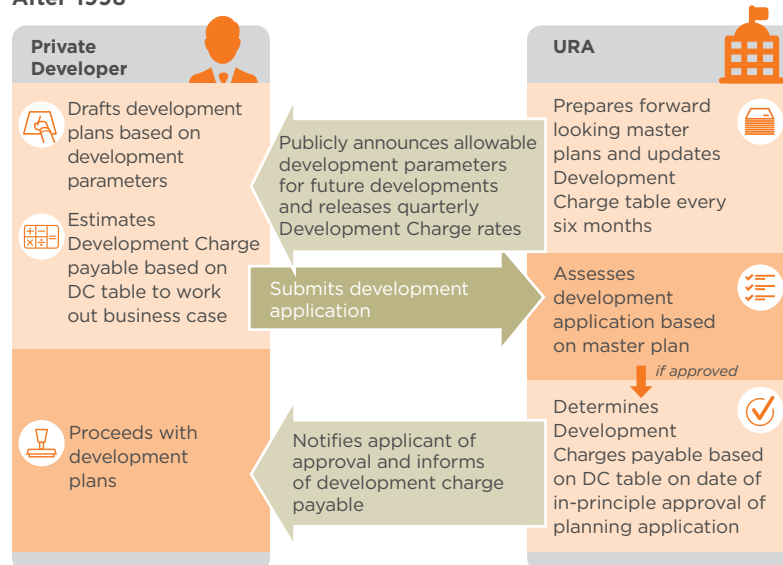 After 1998
Private
Developer
Drafts development
plans based on
development
parameters
Estimates
Development Charge
payable based on
DC table to work
out business case
Proceeds with
development
plans
Publicly announces allowable
development parameters
for future developments
and releases quarterly
Development Charge rates
Submits development
application
Notifies applicant of
approval and informs
of development charge
payable
URA
Prepares forward
looking master
plans and updates
Development
Charge table every
six months
Assesses
development
application based
on master plan
if approved
Determines
Development
Charges payable based
on DC table on date of
in-principle approval of
planning application